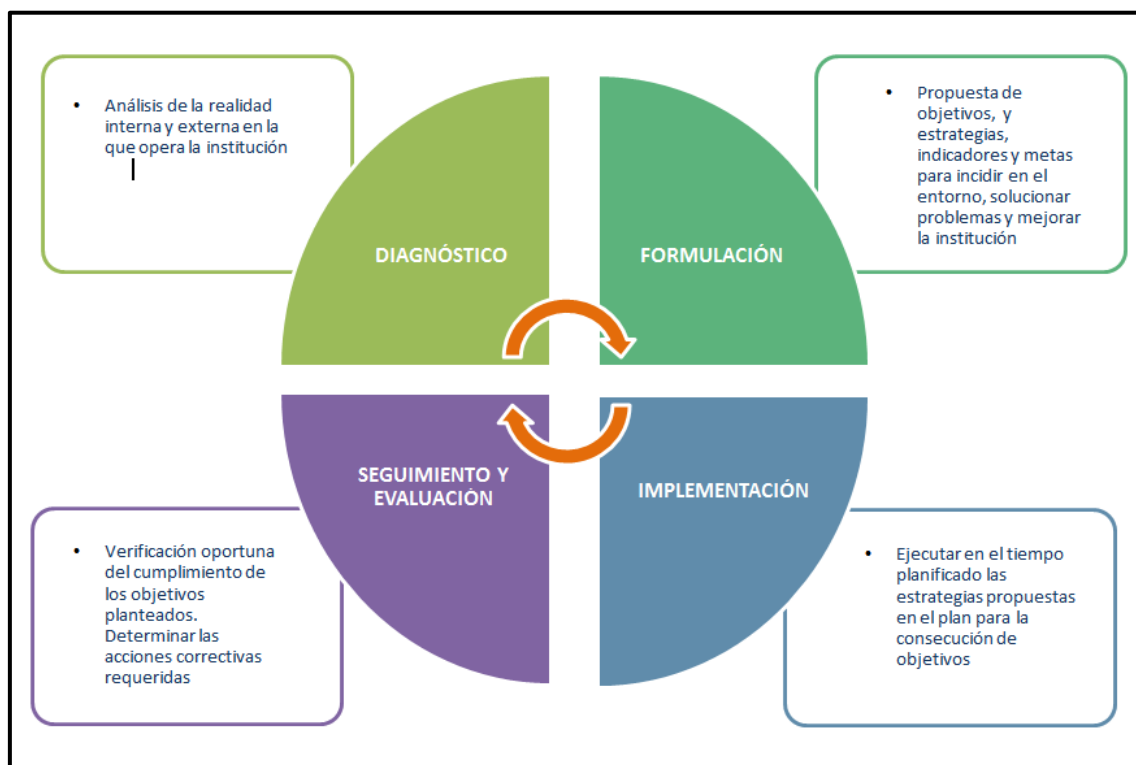 • Análisis de la realidad
interna y externa en la
que opera la institución
DIAGNÓSTICO
• Propuesta de
objetivos, y
estrategias,
indicadores y metas
para incidir en el
entorno, solucionar
problemas y mejorar
la institución
FORMULACIÓN
SEGUIMIENTO Y
EVALUACIÓN
• Verificación oportuna
del cumplimiento de
los objetivos
planteados.
Determinar las
acciones correctivas
requeridas
IMPLEMENTACIÓN
• Ejecutar en el tiempo
planificado las
estrategias propuestas
en el plan para la
consecución de
objetivos